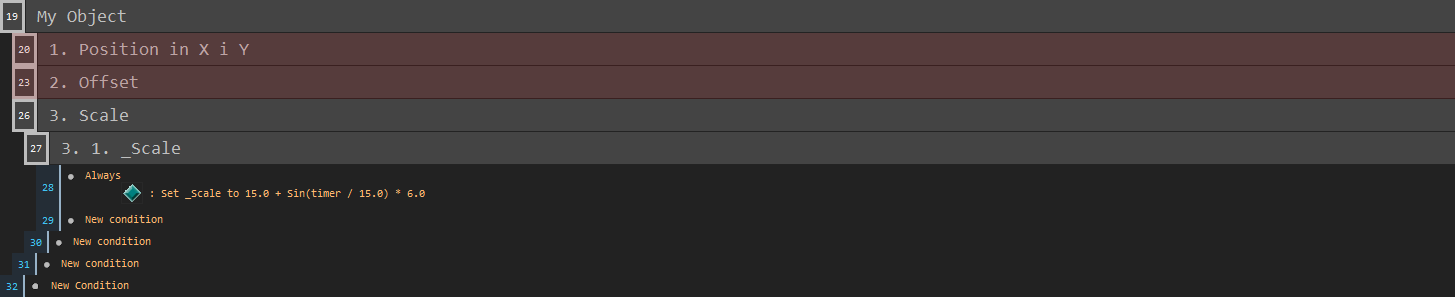 19 My Object
20 1. Position in X i Y
23 2. Offset
26 3. Scale
27 3. 1. _Scale
28 Always
: Set _Scale to 15.0 + Sin(timer / 15.0) * 6.0
29 New condition
30 New condition
31 New condition
32 New Condition